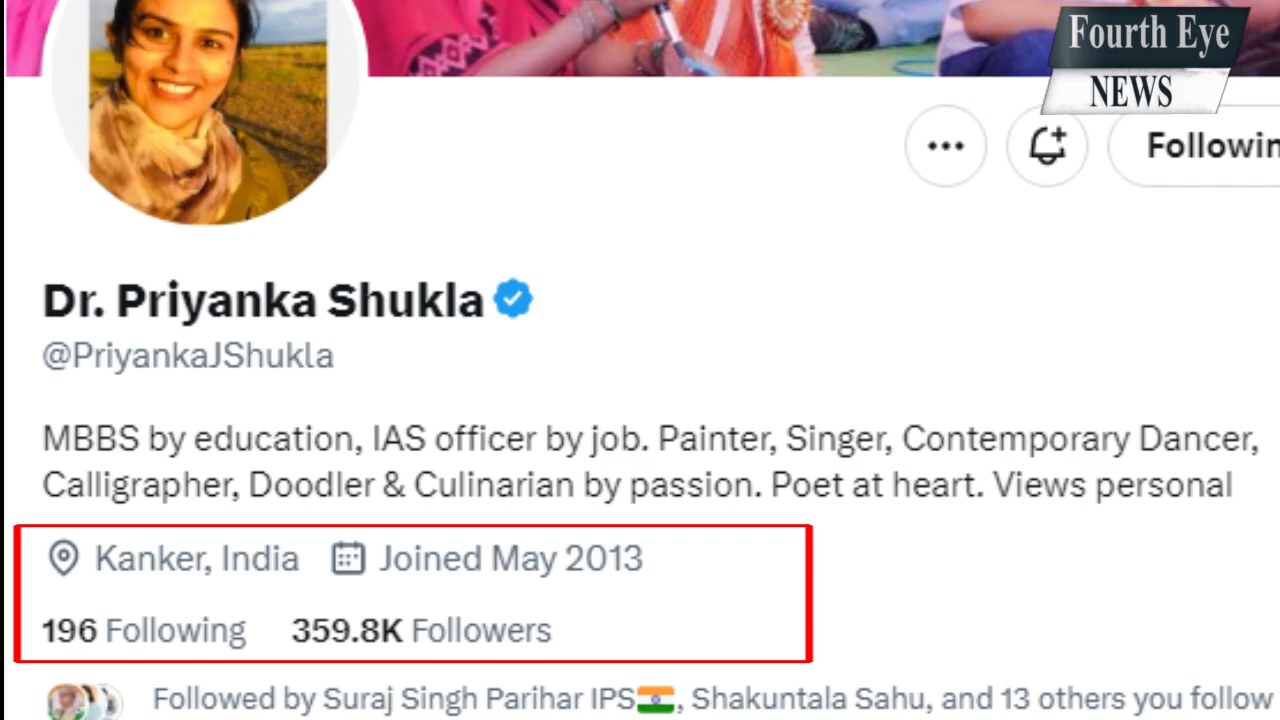 Fourth Eye
NEWS
Dr. Priyanka Shukla
@PriyankaJShukla
MBBS by education, IAS officer by job. Painter, Singer, Contemporary Dancer,
Calligrapher, Doodler & Culinarian by passion. Poet at heart. Views personal
Kanker, India Joined May 2013
196 Following 359.8K Followers
Followed by Suraj Singh Parihar IPS🇮🇳, Shakuntala Sahu, and 13 others you follow